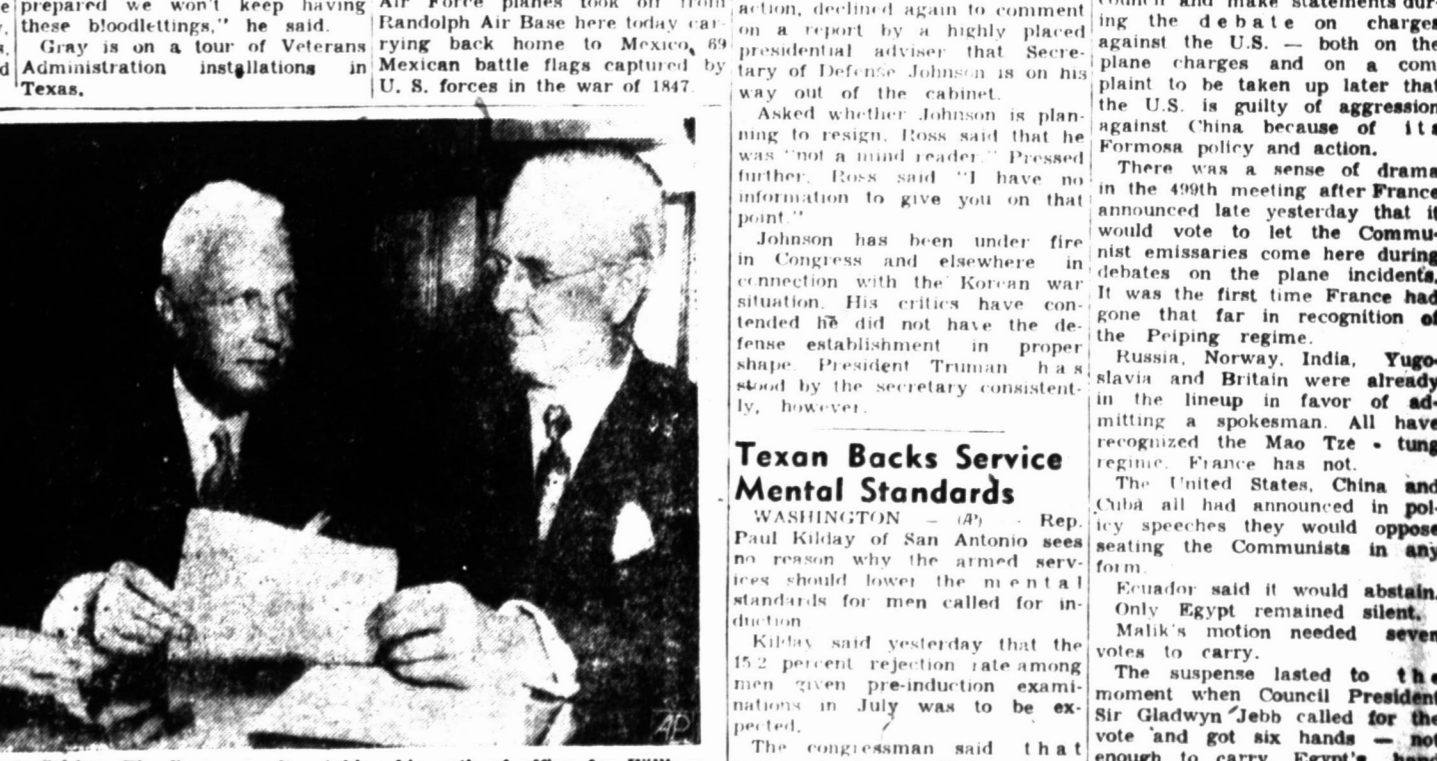 prepared we won't keep having
these bloodlettings," he said.
Gray is on a tour of Veterans
Administration installations in
Texas.
Air Force planes took off from
Randolph Air Base here today car-
rying back home to Mexico, 69
Mexican battle flags captured by
U. S. forces in the war of 1847.
AP
action, declined again to comment
on a report by a highly placed
presidential adviser that Secre-
tary of Defense Johnson is on his
way out of the cabinet.
Asked whether Johnson is plan-
ning to resign, Ross said that he
was "not a mind reader." Pressed
further, Ross said "I have no
information to give you on that
point."
Johnson has been under fire
in Congress and elsewhere in
connection with the Korean war
situation. His critics have con-
tended he did not have the de-
fense establishment in proper
shape. President Truman has
stood by the secretary consistent-
ly, however.
Texan Backs Service
Mental Standards
WASHINGTON — (AP) — Rep.
Paul Kilday of San Antonio sees
no reason why the armed serv-
ices should lower the mental
standards for men called for in-
duction.
Kilday said yesterday that the
15.2 percent rejection rate among
men given pre-induction exami-
nations in July was to be ex-
pected.
The congressman said that
council and make statements dur-
ing the debate on charges
against the U.S. — both on the
plane charges and on a com
plaint to be taken up later that
the U.S. is guilty of aggression
against China because of its
Formosa policy and action.
There was a sense of drama
in the 499th meeting after France
announced late yesterday that it
would vote to let the Commu-
nist emissaries come here during
debates on the plane incidents.
It was the first time France had
gone that far in recognition of
the Peiping regime.
Russia, Norway, India, Yugo-
slavia and Britain were already
in the lineup in favor of ad-
mitting a spokesman. All have
recognized the Mao Tze - tung
regime. France has not.
The United States, China and
Cuba all had announced in pol-
icy speeches they would oppose
seating the Communists in any
form.
Ecuador said it would abstain.
Only Egypt remained silent.
Malik's motion needed seven
votes to carry.
The suspense lasted to the
moment when Council President
Sir Gladwyn Jebb called for the
vote and got six hands — not
enough to carry. Egypt's hand